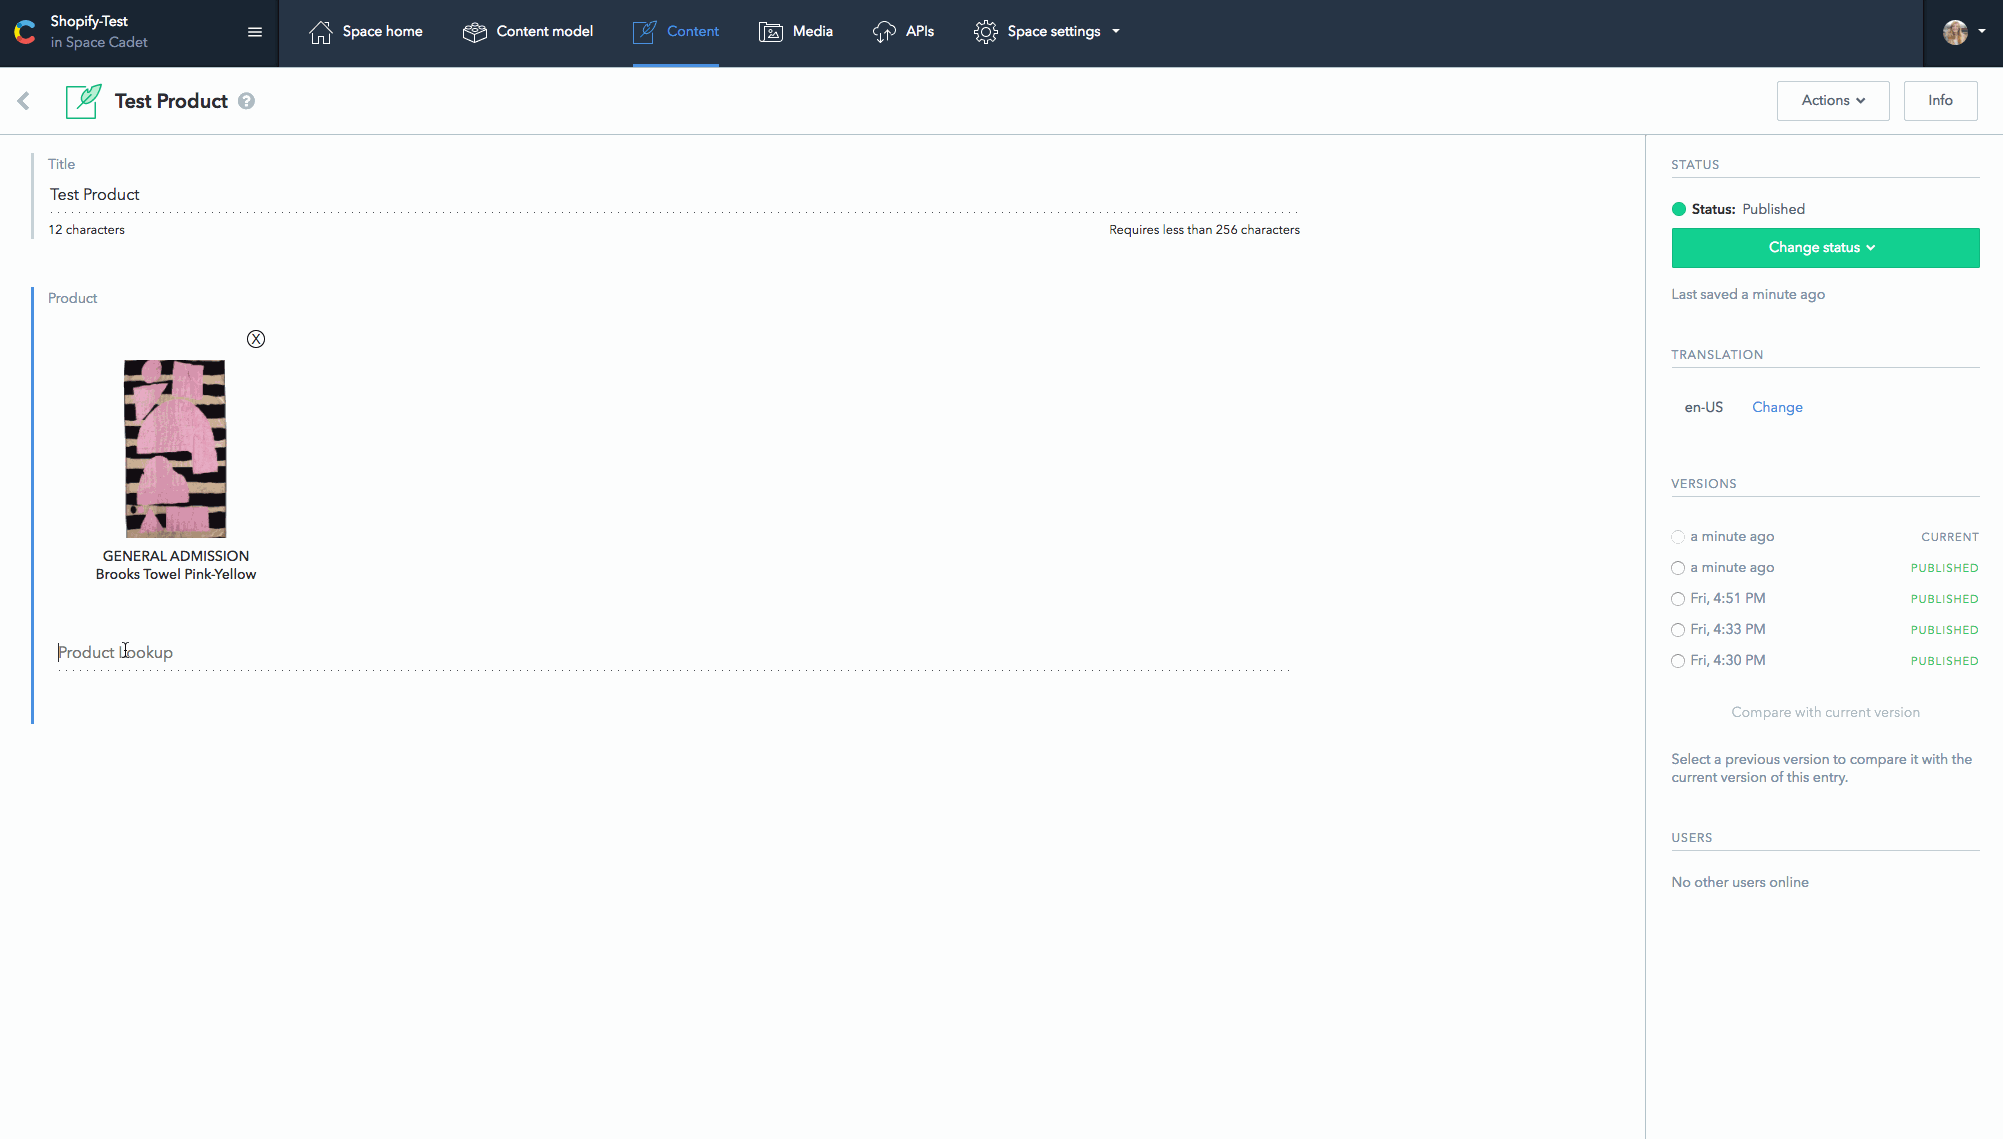 Shopify-Test
in Space Cadet
Space home
Content model
Content
Media
APIs
Space settings
Test Product ?
Actions
Info
Title
Test Product
12 characters
Requires less than 256 characters
Product
X
GENERAL ADMISSION
Brooks Towel Pink-Yellow
Product Lookup
STATUS
Status: Published
Change status
Last saved a minute ago
TRANSLATION
en-US Change
VERSIONS
a minute ago CURRENT
a minute ago PUBLISHED
Fri, 4:51 PM PUBLISHED
Fri, 4:33 PM PUBLISHED
Fri, 4:30 PM PUBLISHED
Compare with current version
Select a previous version to compare it with the
current version of this entry.
USERS
No other users online